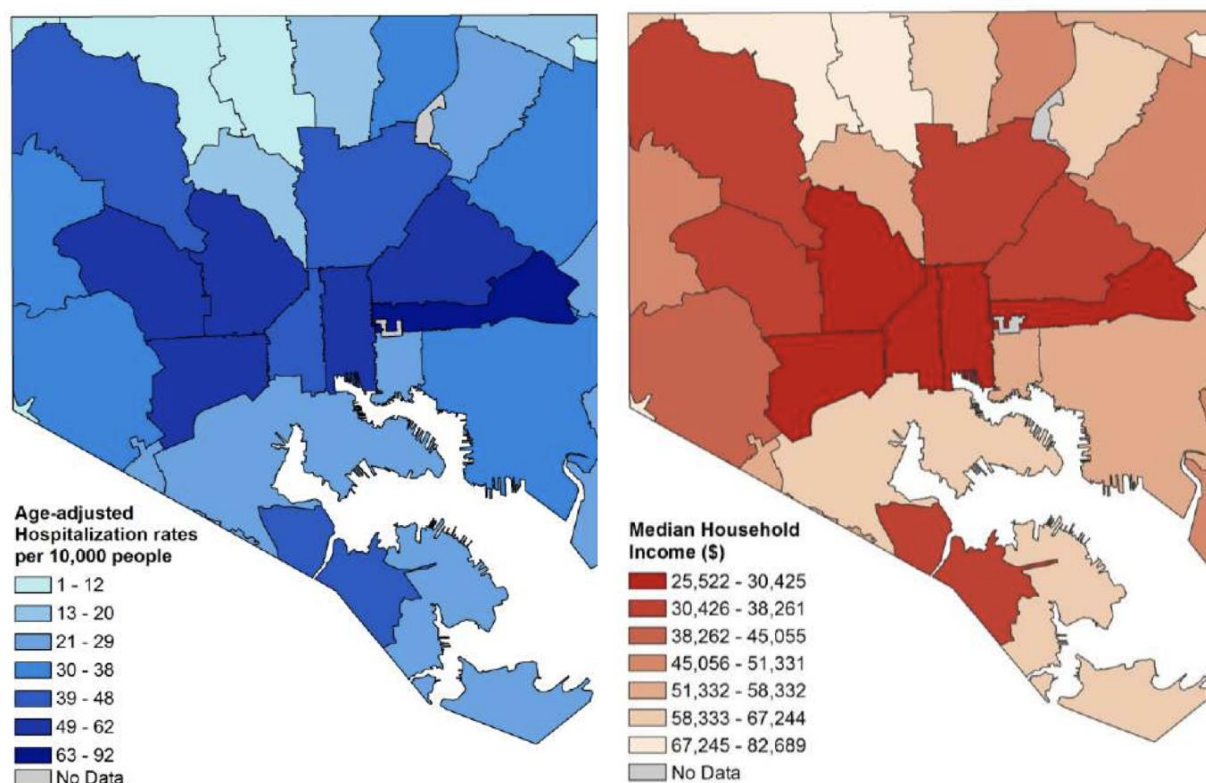 Age-adjusted
Hospitalization rates
per 10,000 people
1 - 12
13 - 20
21 - 29
30 - 38
39 - 48
49 - 62
63 - 92
No Data
Median Household
Income ($)
25,522 - 30,425
30,426 - 38,261
38,262 - 45,055
45,056 - 51,331
51,332 - 58,332
58,333 - 67,244
67,245 - 82,689
No Data